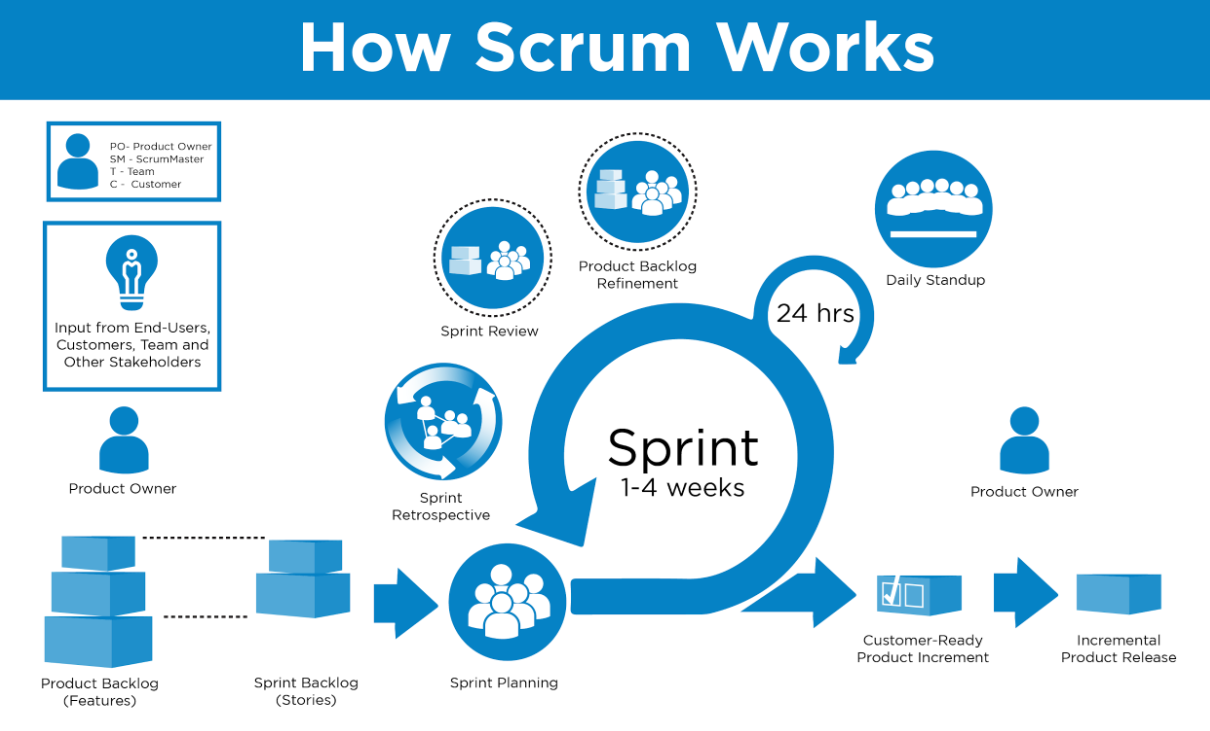 How Scrum Works
PO- Product Owner
SM - ScrumMaster
T - Team
C - Customer
Input from End-Users,
Customers, Team and
Other Stakeholders
Product Owner
Product Backlog
(Features)
Sprint Backlog
(Stories)
Sprint Planning
Sprint
Retrospective
Sprint Review
Product Backlog
Refinement
24 hrs
Daily Standup
Sprint
1-4 weeks
Product Owner
Customer-Ready
Product Increment
Incremental
Product Release